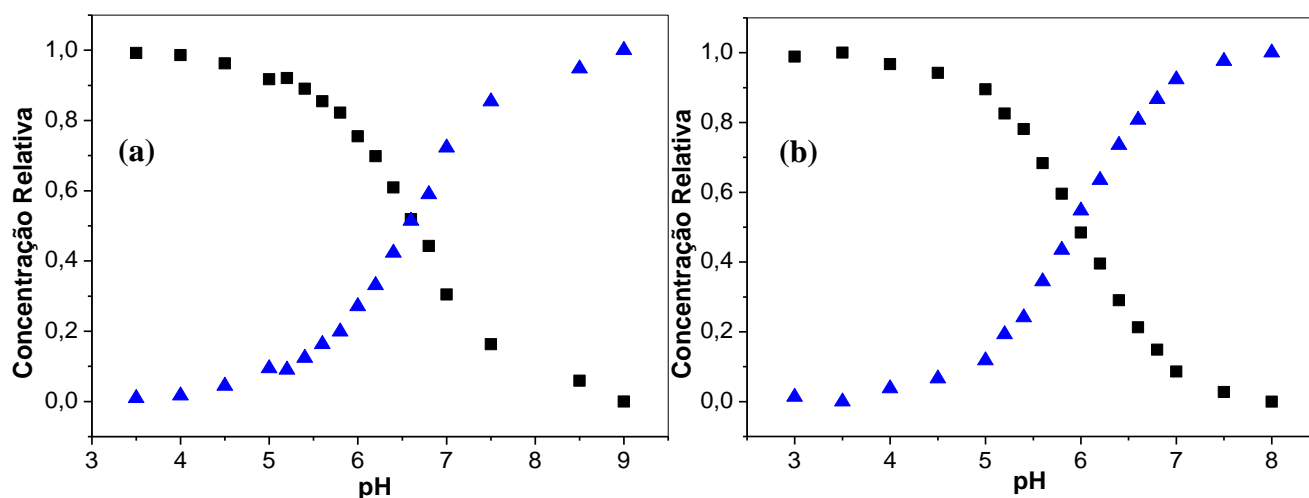 Concentração Relativa
1,0
0,8
0,6
0,4
0,2
0,0
(a)
3 4 5 6 7 8 9
pH
Concentração Relativa
1,0
0,8
0,6
0,4
0,2
0,0
(b)
3 4 5 6 7 8
pH